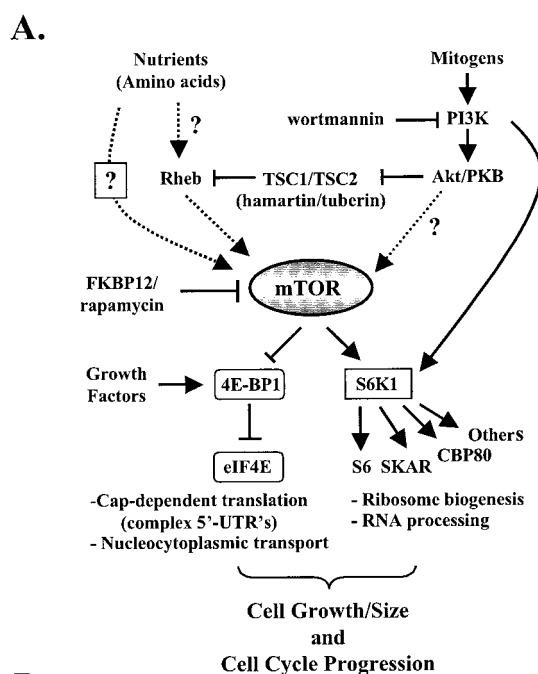 A.
Nutrients
(Amino acids)
Mitogens
?
wortmannin
PI3K
?
Rheb
TSC1/TSC2
(hamartin/tuberin)
Akt/PKB
?
FKBP12/
rapamycin
mTOR
Growth
Factors
4E-BP1
S6K1
eIF4E
S6
SKAR
CBP80
Others
-Cap-dependent translation
(complex 5'-UTR's)
- Nucleocytoplasmic transport
- Ribosome biogenesis
- RNA processing
Cell Growth/Size
and
Cell Cycle Progression